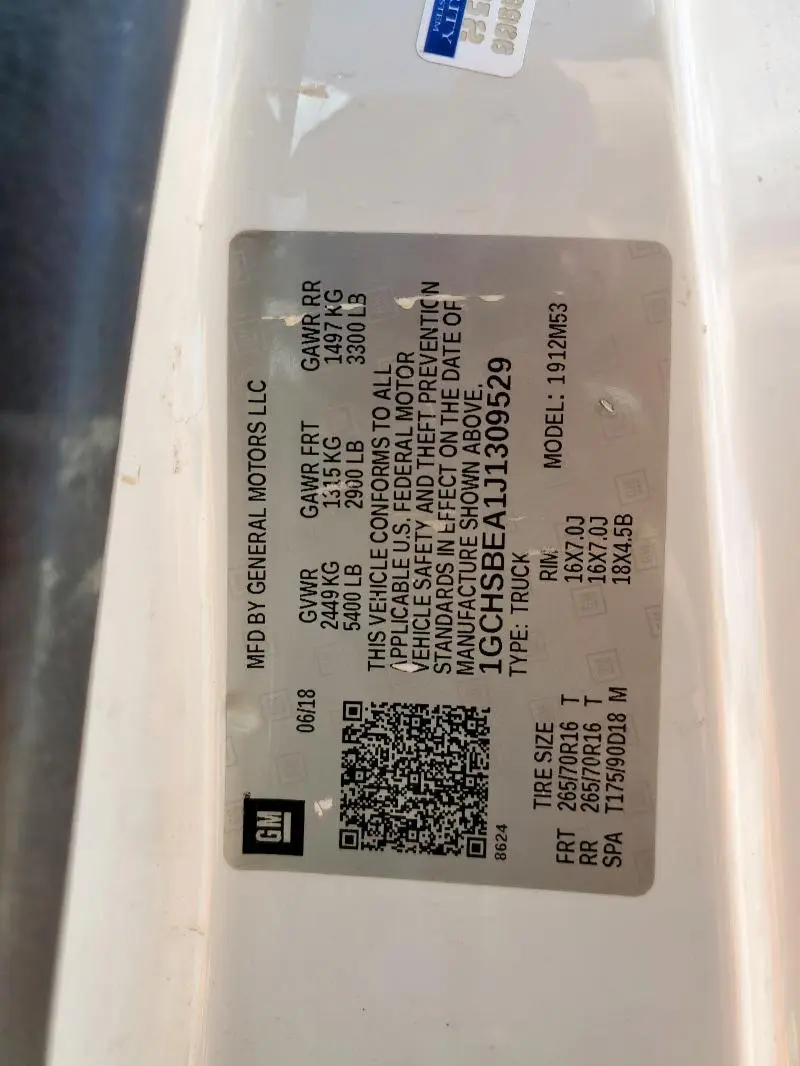 GM
MFD BY GENERAL MOTORS LLC
06/18
GVWR GAWR FRT GAWR RR
2449 KG 1315 KG 1497 KG
5400 LB 2900 LB 3300 LB
THIS VEHICLE CONFORMS TO ALL
APPLICABLE U.S. FEDERAL MOTOR
VEHICLE SAFETY AND THEFT PREVENTION
STANDARDS IN EFFECT ON THE DATE OF
MANUFACTURE SHOWN ABOVE.
1GCHSBEA1J1309529
8624
TYPE: TRUCK
TIRE SIZE RIM MODEL: 1912M53
FRT 265/70R16 T 16X7.0J
RR 265/70R16 T 16X7.0J
SPA T175/90D18 M 18X4.5B